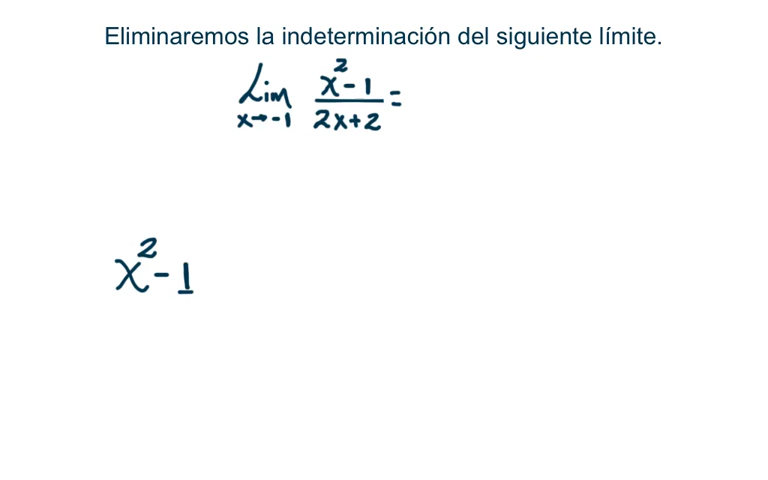 Eliminaremos la indeterminación del siguiente límite.
Lim x²-1 =
x→-1 2x+2
x²-1